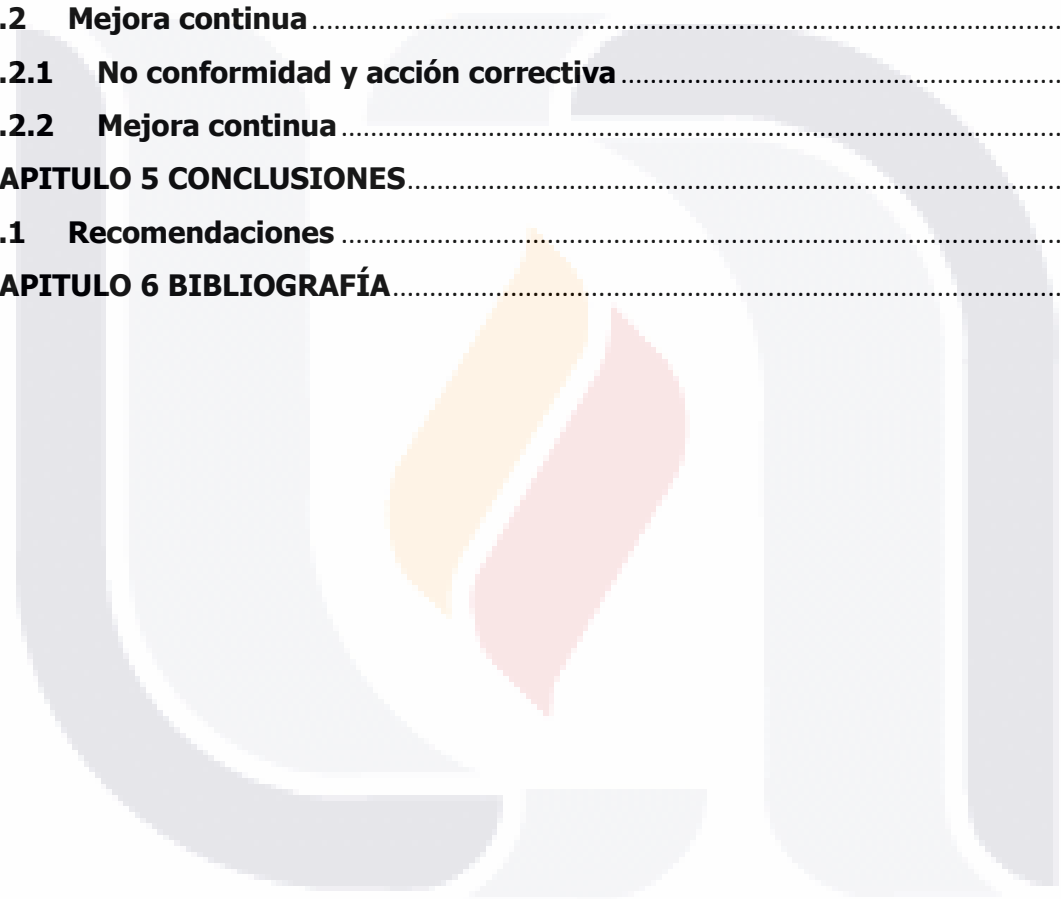 .2 Mejora continua
.2.1 No conformidad y acción correctiva
.2.2 Mejora continua
APITULO 5 CONCLUSIONES
.1 Recomendaciones
APITULO 6 BIBLIOGRAFÍA